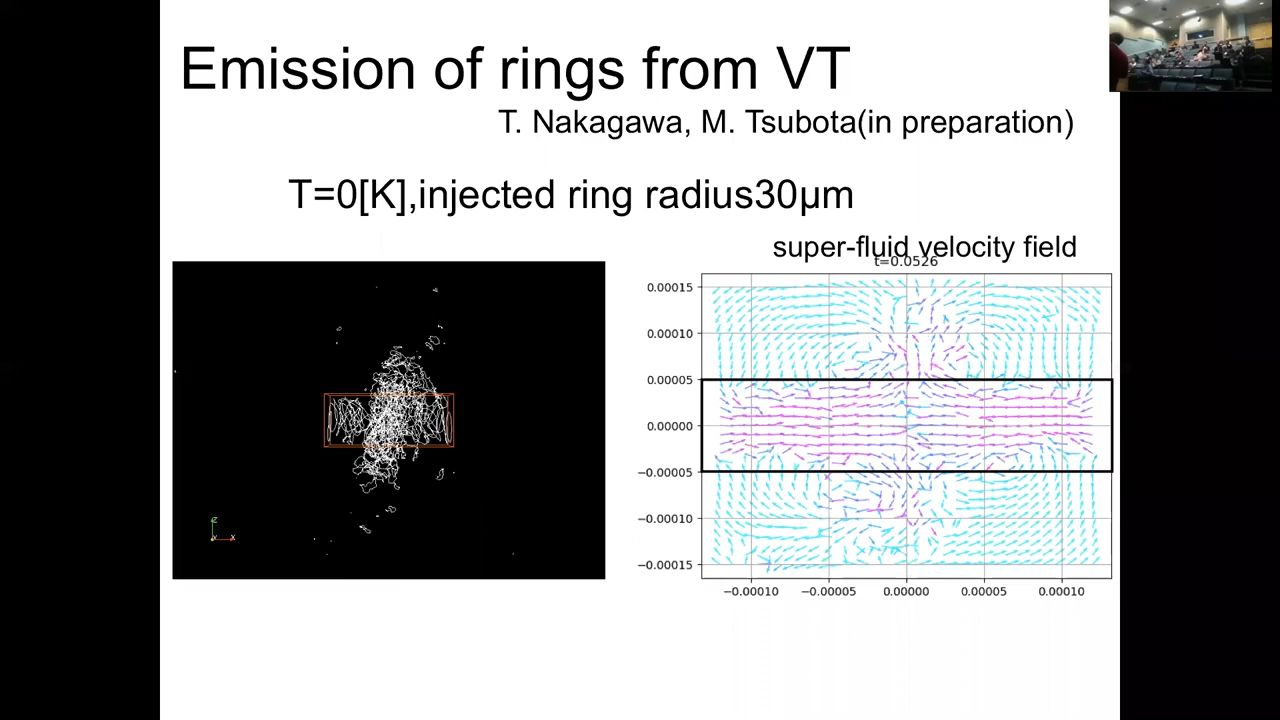 Emission of rings from VT
T. Nakagawa, M. Tsubota(in preparation)
T=0[K],injected ring radius30μm
super-fluid velocity field
t=0.0526
0.00015
0.00010
0.00005
0.00000
−0.00005
−0.00010
−0.00015
−0.00010 −0.00005 0.00000 0.00005 0.00010
z
Y x